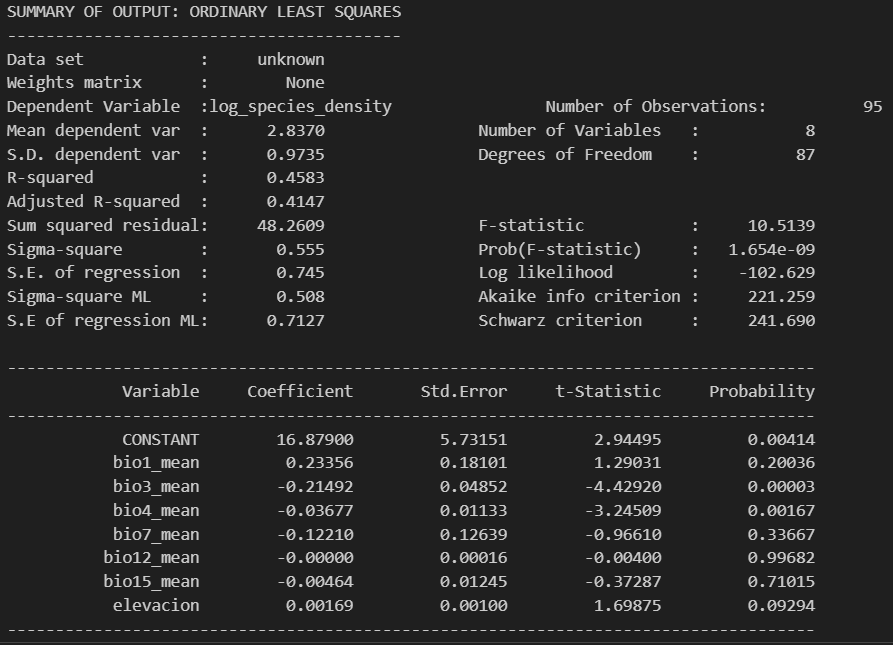 SUMMARY OF OUTPUT: ORDINARY LEAST SQUARES
-----------------------------------------
Data set            :     unknown
Weights matrix      :        None
Dependent Variable  :log_species_density                Number of Observations:          95
Mean dependent var  :      2.8370                Number of Variables   :           8
S.D. dependent var  :      0.9735                Degrees of Freedom    :          87
R-squared           :      0.4583
Adjusted R-squared  :      0.4147
Sum squared residual:     48.2609                F-statistic           :     10.5139
Sigma-square        :       0.555                Prob(F-statistic)     :   1.654e-09
S.E. of regression  :       0.745                Log likelihood        :    -102.629
Sigma-square ML     :       0.508                Akaike info criterion :     221.259
S.E of regression ML:      0.7127                Schwarz criterion     :     241.690
------------------------------------------------------------------------------------
            Variable     Coefficient       Std.Error     t-Statistic     Probability
------------------------------------------------------------------------------------
            CONSTANT        16.87900         5.73151         2.94495         0.00414
           bio1_mean         0.23356         0.18101         1.29031         0.20036
           bio3_mean        -0.21492         0.04852        -4.42920         0.00003
           bio4_mean        -0.03677         0.01133        -3.24509         0.00167
           bio7_mean        -0.12210         0.12639        -0.96610         0.33667
          bio12_mean        -0.00000         0.00016        -0.00400         0.99682
          bio15_mean        -0.00464         0.01245        -0.37287         0.71015
           elevacion         0.00169         0.00100         1.69875         0.09294
------------------------------------------------------------------------------------